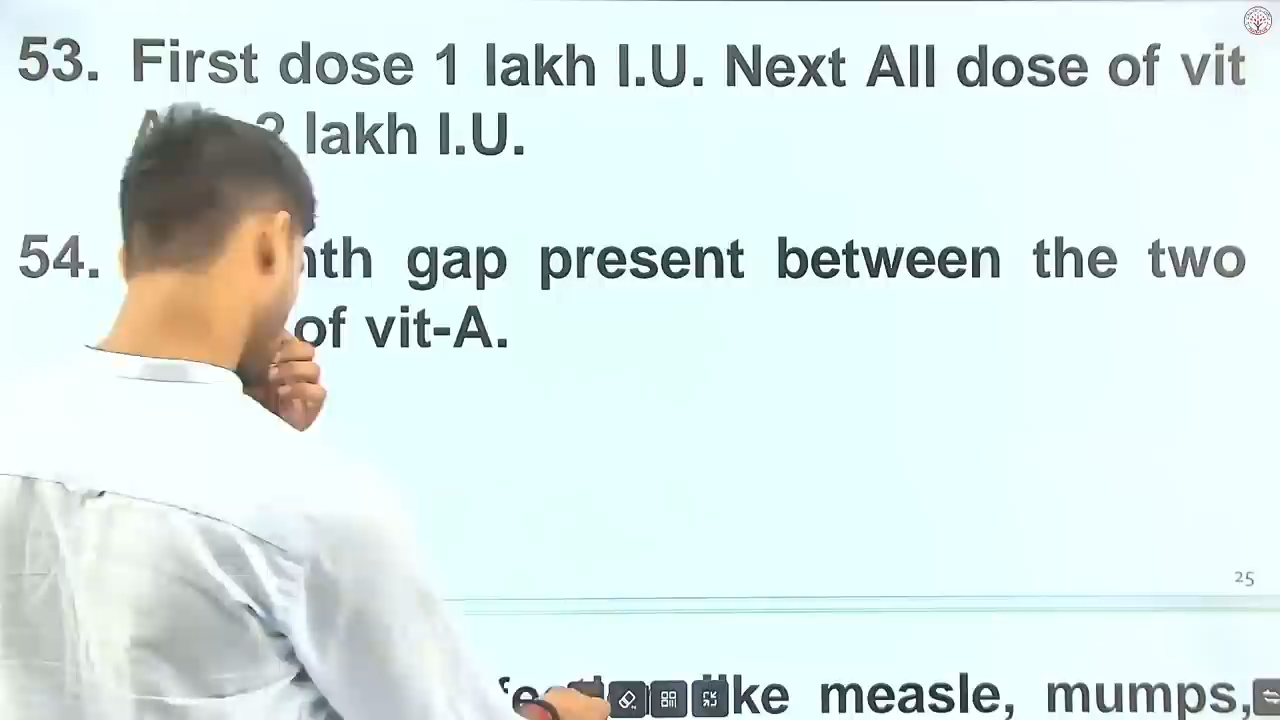 53. First dose 1 lakh I.U. Next All dose of vit
lakh I.U.
54. gap present between the two
of vit-A.
25
like measle, mumps,